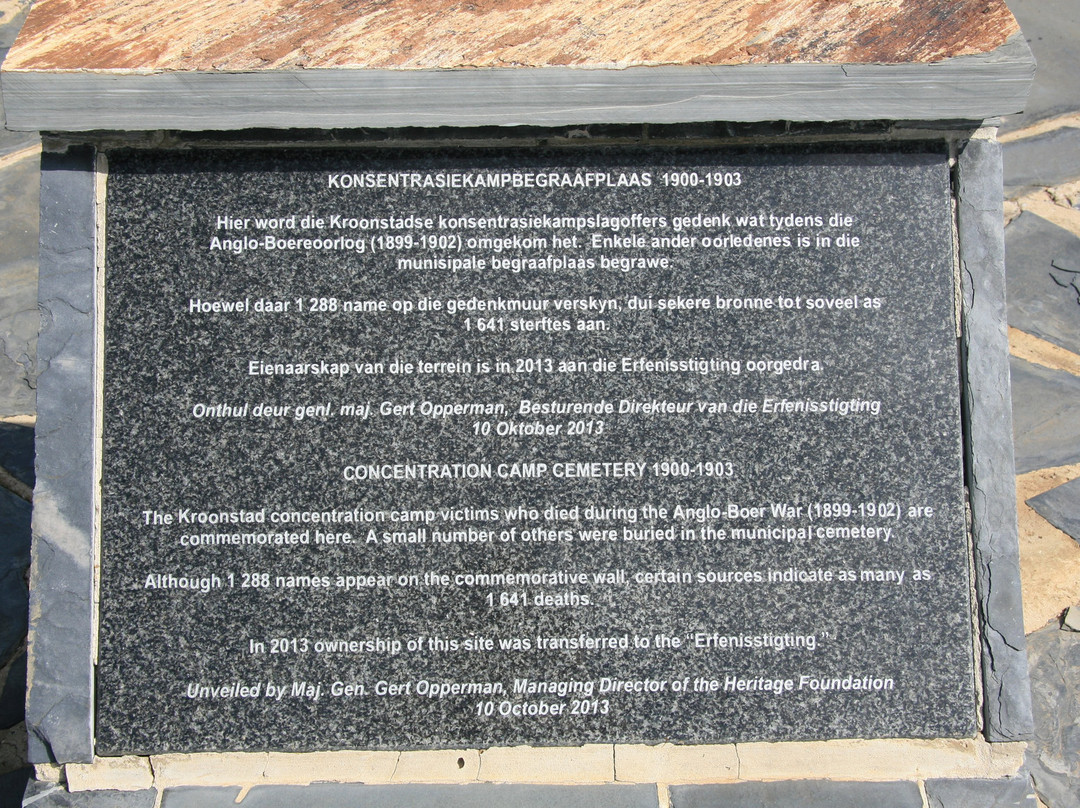 KONSENTRASIEKAMPBEGRAAFPLAAS 1900-1903
Hier word die Kroonstadse konsentrasiekampslagoffers gedenk wat tydens die
Anglo-Boereoorlog (1899-1902) omgekom het. Enkele ander oorledenes is in die
munisipale begraafplaas begrawe.
Hoewel daar 1 288 name op die gedenkmuur verskyn, dui sekere bronne tot soveel as
1 641 sterftes aan.
Eienaarskap van die terrein is in 2013 aan die Erfenisstigting oorgedra.
Onthul deur genl. maj. Gert Opperman, Besturende Direkteur van die Erfenisstigting
10 Oktober 2013
CONCENTRATION CAMP CEMETERY 1900-1903
The Kroonstad concentration camp victims who died during the Anglo-Boer War (1899-1902) are
commemorated here. A small number of others were buried in the municipal cemetery.
Although 1 288 names appear on the commemorative wall, certain sources indicate as many as
1 641 deaths.
In 2013 ownership of this site was transferred to the "Erfenisstigting."
Unveiled by Maj. Gen. Gert Opperman, Managing Director of the Heritage Foundation
10 October 2013